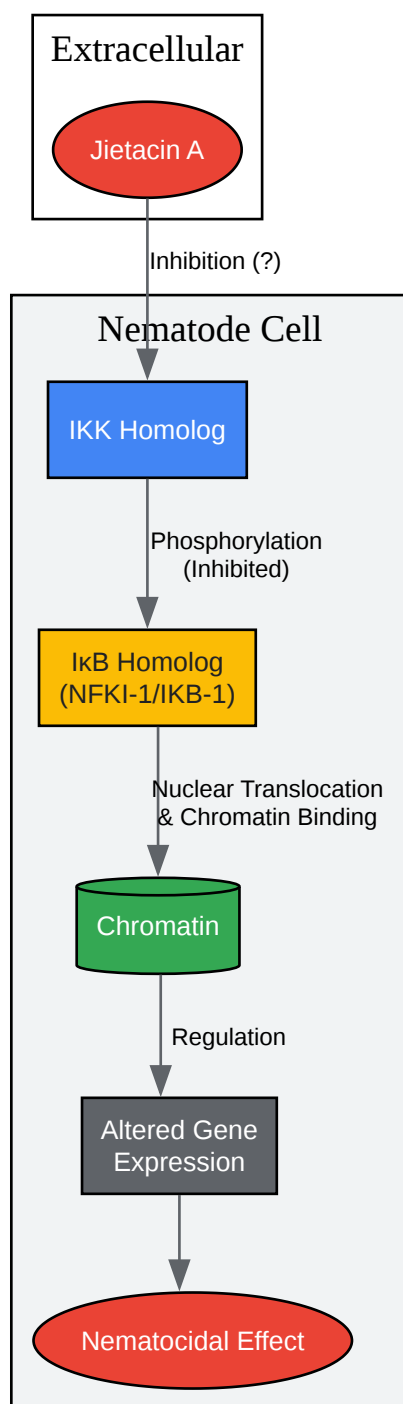 Extracellular
Jietacin A
Inhibition (?)
Nematode Cell
IKK Homolog
Phosphorylation
(Inhibited)
IκB Homolog
(NFKI-1/IKB-1)
Nuclear Translocation
& Chromatin Binding
Chromatin
Regulation
Altered Gene
Expression
Nematocidal Effect